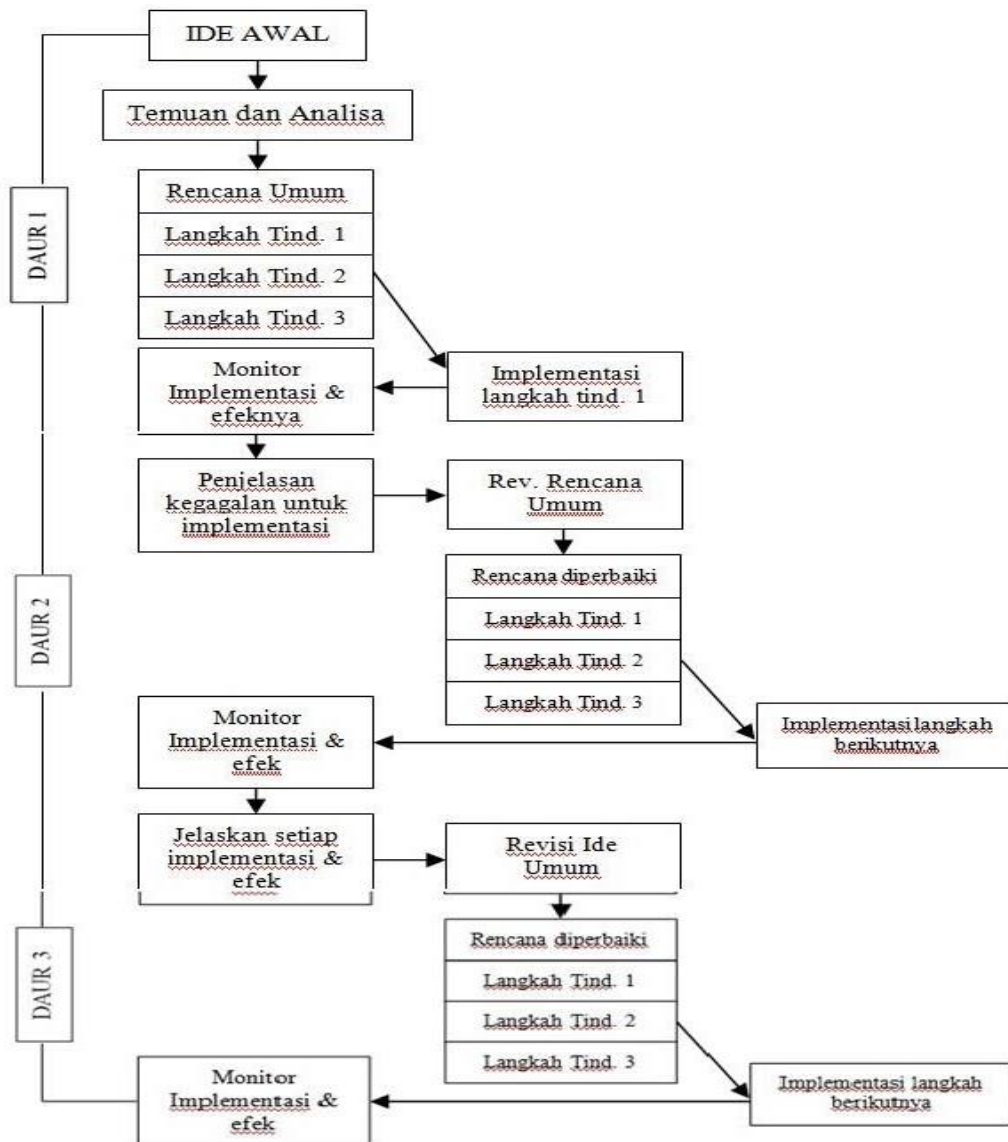 IDE AWAL
Temuan dan Analisa
Rencana Umum
Langkah Tind. 1
Langkah Tind. 2
Langkah Tind. 3
DAUR 1
Monitor
Implementasi &
efeknya
Implementasi
langkah tind. 1
Penjelasan
kegagalan untuk
implementasi
Rev. Rencana
Umum
Rencana diperbaiki
Langkah Tind. 1
Langkah Tind. 2
Langkah Tind. 3
DAUR 2
Monitor
Implementasi &
efek
Implementasi langkah
berikutnya
Jelaskan setiap
implementasi &
efek
Revisi Ide
Umum
Rencana diperbaiki
Langkah Tind. 1
Langkah Tind. 2
Langkah Tind. 3
DAUR 3
Monitor
Implementasi &
efek
Implementasi langkah
berikutnya